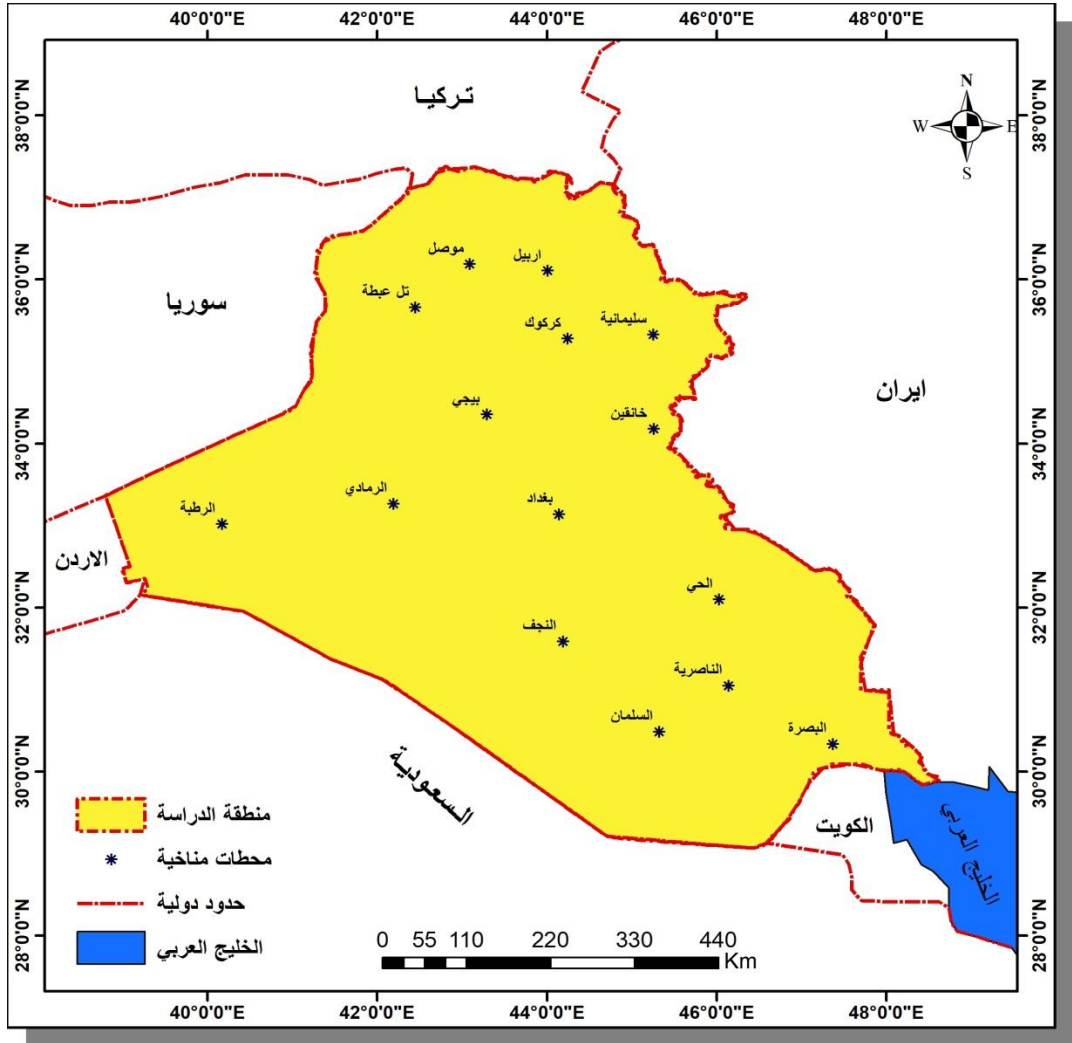 40°0'0"E 42°0'0"E 44°0'0"E 46°0'0"E 48°0'0"E
38°0'0"N
36°0'0"N
34°0'0"N
32°0'0"N
30°0'0"N
28°0'0"N
38°0'0"N
36°0'0"N
34°0'0"N
32°0'0"N
30°0'0"N
28°0'0"N
N
W E
S
تركيا
سوريا
ايران
الاردن
السعودية
الكويت
الخليج العربي
موصل
اربيل
تل عبطة
كركوك
سليمانية
بيجي
خانقين
الرمادي
بغداد
الرطبة
الحي
النجف
الناصرية
السلمان
البصرة
منطقة الدراسة
محطات مناخية
حدود دولية
الخليج العربي
0 55 110 220 330 440
Km
40°0'0"E 42°0'0"E 44°0'0"E 46°0'0"E 48°0'0"E